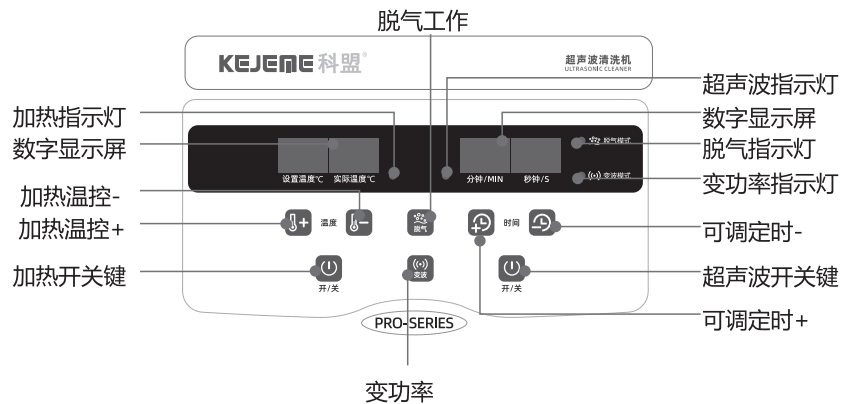 脱气工作
KEJEME科盟®
超声波清洗机
ULTRASONIC CLEANER
超声波指示灯
加热指示灯
数字显示屏
数字显示屏
脱气模式
脱气指示灯
设置温度℃
实际温度℃
分钟/MIN
秒钟/S
变波模式
变功率指示灯
加热温控-
加热温控+
温度
脱气
时间
可调定时-
加热开关键
变波
超声波开关键
开/关
开/关
可调定时+
PRO-SERIES
变功率